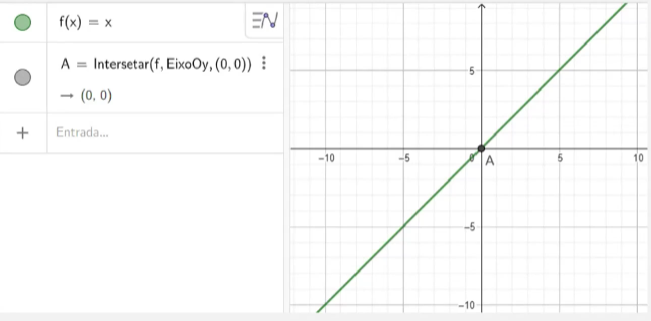 f(x) = x
A = Intersetar(f, EixoOy, (0, 0))
→ (0, 0)
+ Entrada...
5
−10 −5 0 A 5 10
−5
−10